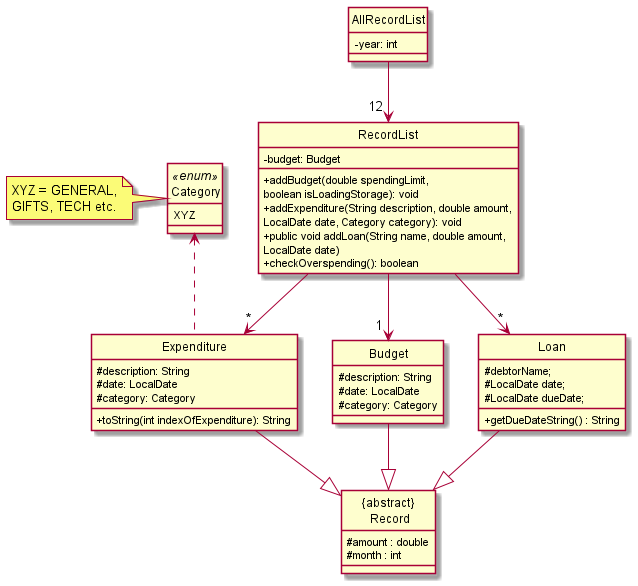 AllRecordList
-year: int
12
RecordList
-budget: Budget
+addBudget(double spendingLimit,
boolean isLoadingStorage): void
+addExpenditure(String description, double amount,
LocalDate date, Category category): void
+public void addLoan(String name, double amount,
LocalDate date)
+checkOverspending(): boolean
XYZ = GENERAL,
GIFTS, TECH etc.
«enum»
Category
XYZ
*
1
*
Expenditure
#description: String
#date: LocalDate
#category: Category
+toString(int indexOfExpenditure): String
Budget
#description: String
#date: LocalDate
#category: Category
Loan
#debtorName;
#LocalDate date;
#LocalDate dueDate;
+getDueDateString() : String
{abstract}
Record
#amount : double
#month : int